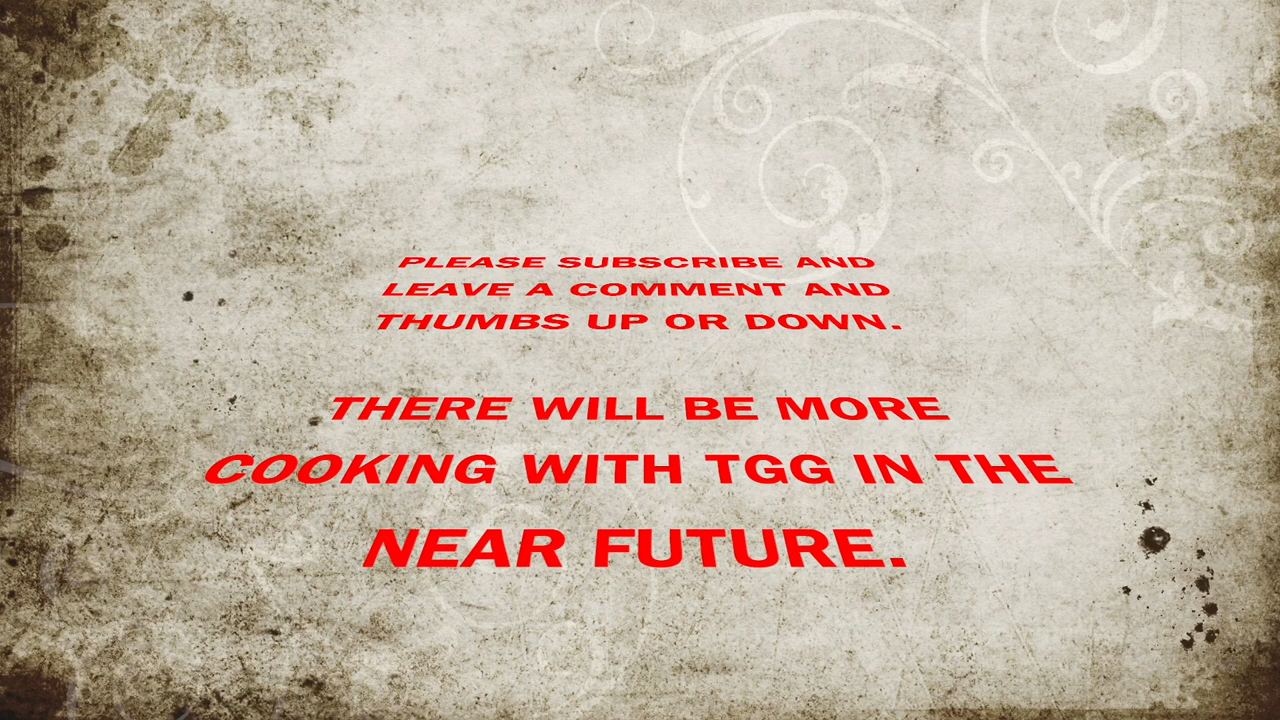 PLEASE SUBSCRIBE AND
LEAVE A COMMENT AND
THUMBS UP OR DOWN.
THERE WILL BE MORE
COOKING WITH TGG IN THE
NEAR FUTURE.